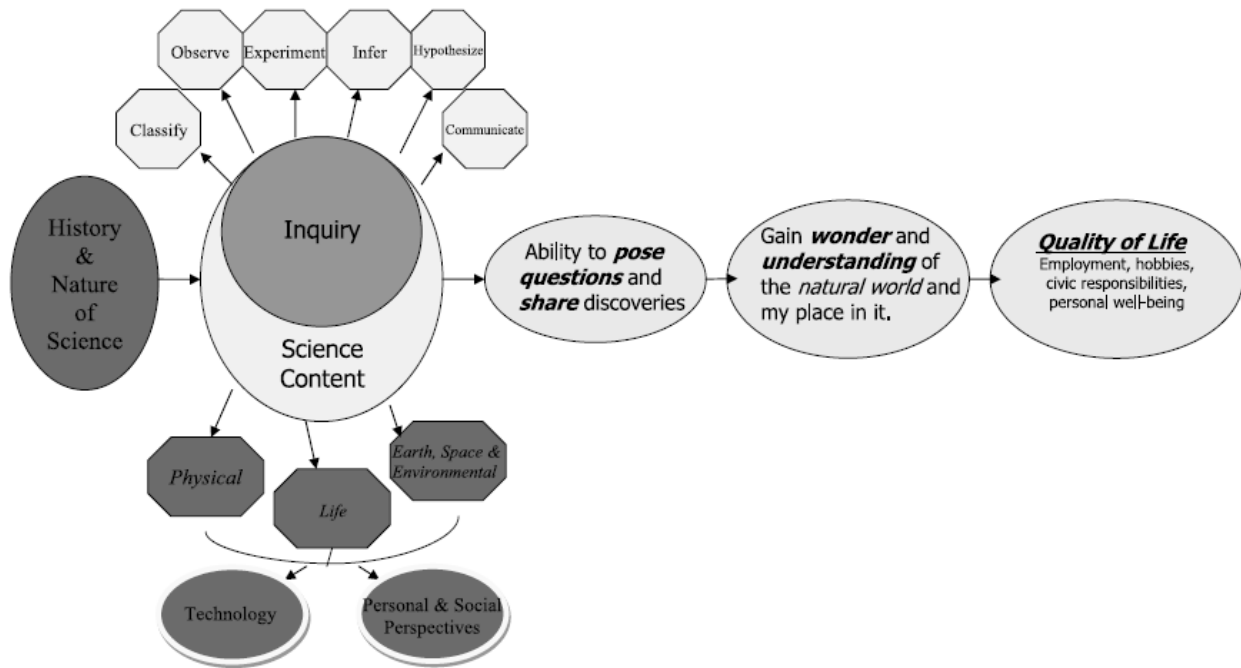 Observe
Experiment
Infer
Hypothesize
Classify
Communicate
History
&
Nature
of
Science
Inquiry
Science
Content
Ability to pose
questions and
share discoveries
Gain wonder and
understanding of
the natural world and
my place in it.
Quality of Life
Employment, hobbies,
civic responsibilities,
personal well-being
Physical
Life
Earth, Space &
Environmental
Technology
Personal & Social
Perspectives